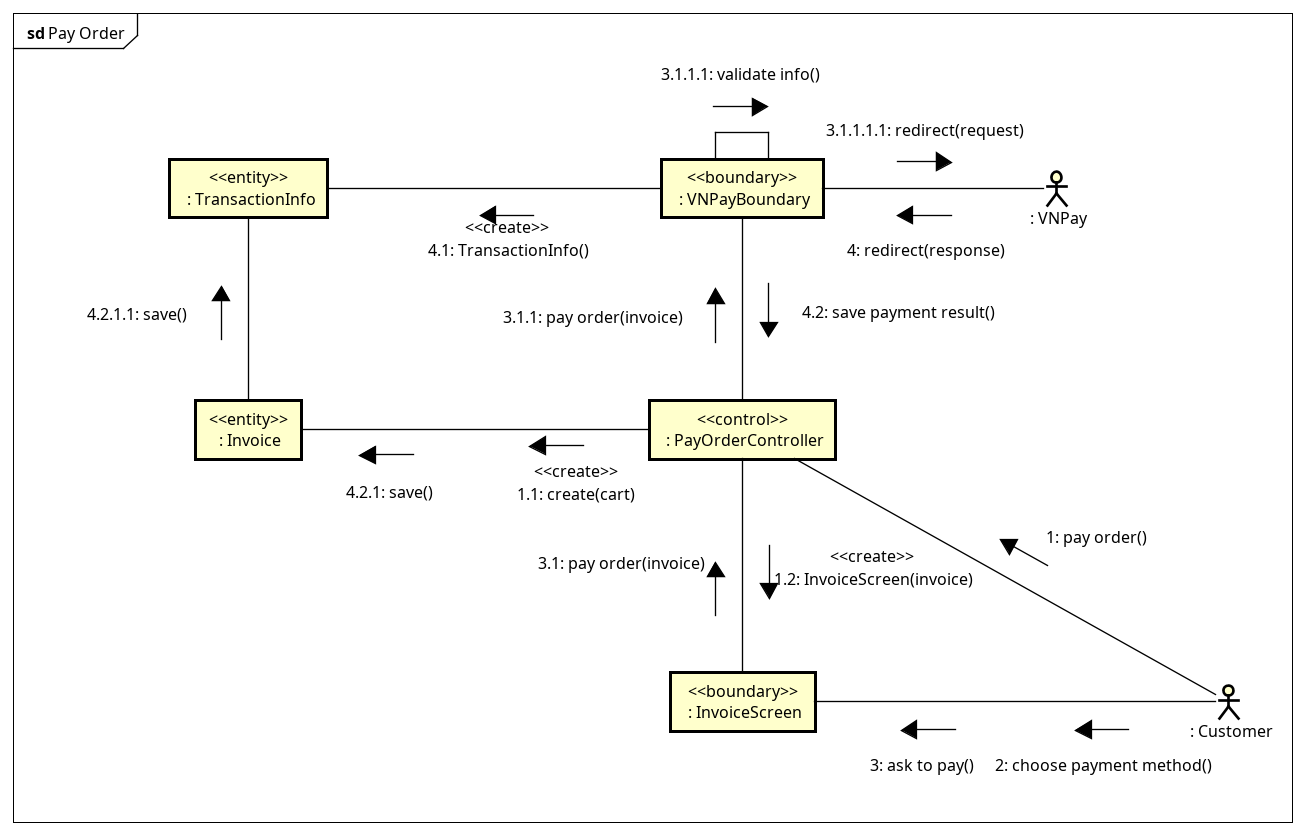 sd Pay Order
3.1.1.1: validate info()
3.1.1.1.1: redirect(request)
<<entity>>
: TransactionInfo
<<boundary>>
: VNPayBoundary
: VNPay
<<create>>
4.1: TransactionInfo()
4: redirect(response)
4.2.1.1: save()
3.1.1: pay order(invoice)
4.2: save payment result()
<<entity>>
: Invoice
<<control>>
: PayOrderController
4.2.1: save()
<<create>>
1.1: create(cart)
1: pay order()
3.1: pay order(invoice)
<<create>>
1.2: InvoiceScreen(invoice)
<<boundary>>
: InvoiceScreen
: Customer
3: ask to pay()
2: choose payment method()